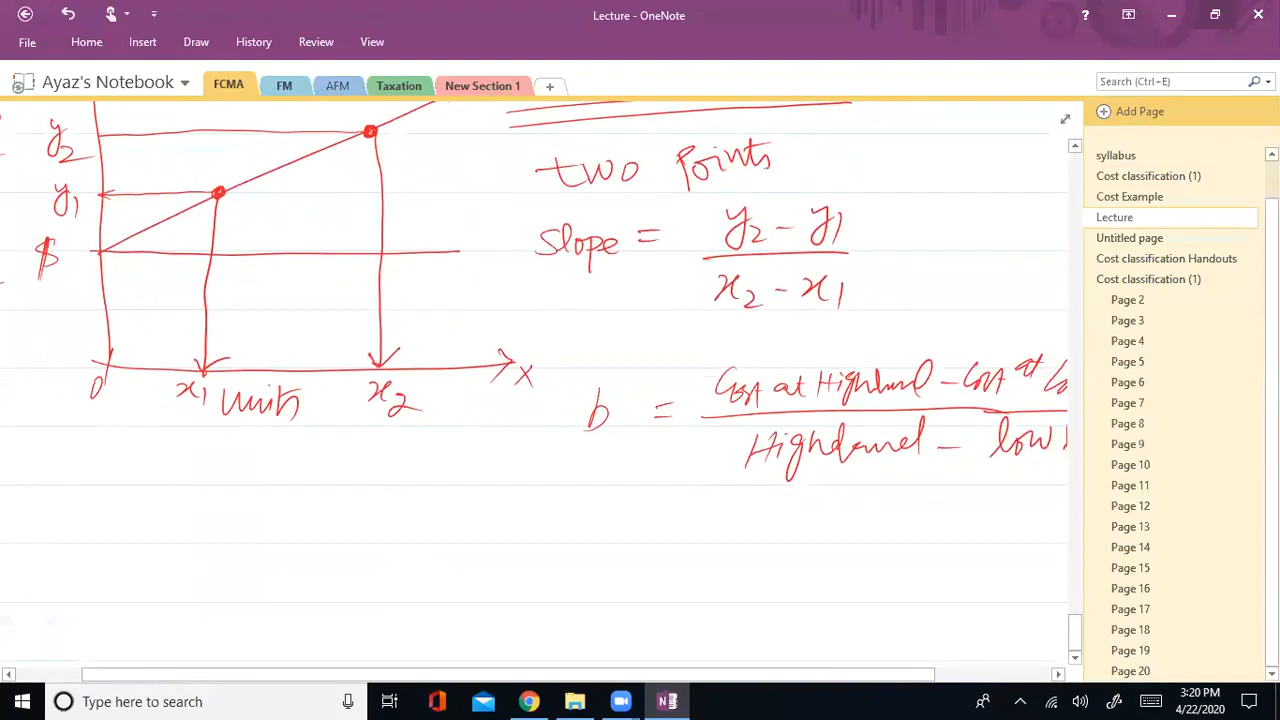 Lecture - OneNote
File Home Insert Draw History Review View
Ayaz's Notebook FCMA FM AFM Taxation New Section 1
Search (Ctrl+E)
Add Page
syllabus
Cost classification (1)
Cost Example
Lecture
Untitled page
Cost classification Handouts
Cost classification (1)
Page 2
Page 3
Page 4
Page 5
Page 6
Page 7
Page 8
Page 9
Page 10
Page 11
Page 12
Page 13
Page 14
Page 15
Page 16
Page 17
Page 18
Page 19
Page 20
y2
y1
$
0
x1 Units x2 x
two Points
Slope = y2 - y1
x2 - x1
b = Cost at High level - Cost at Lo
High level - low
Type here to search
3:20 PM
4/22/2020